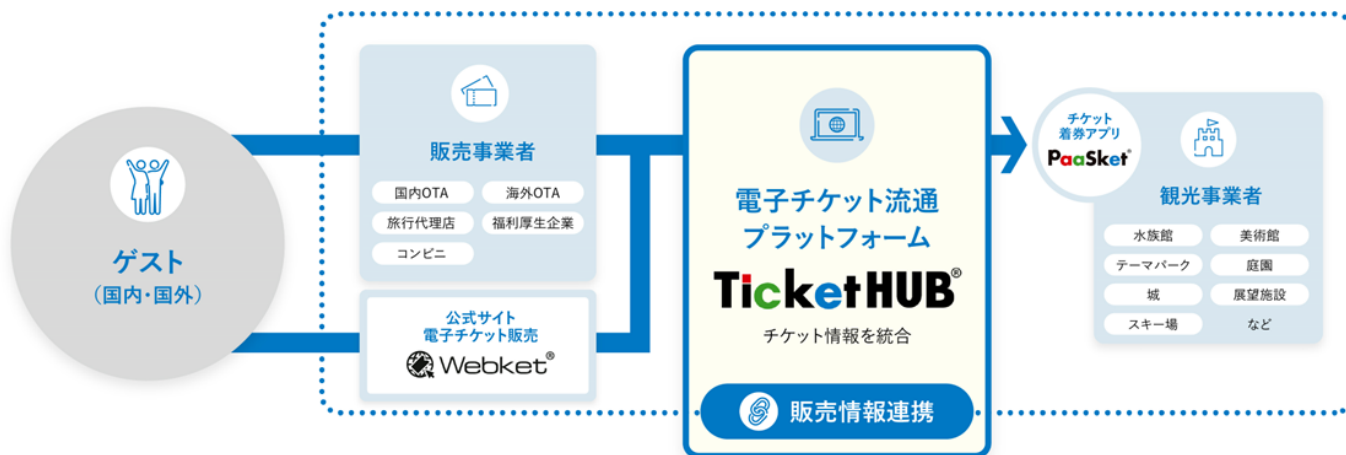 ゲスト
（国内・国外）
販売事業者
国内OTA
海外OTA
旅行代理店
福利厚生企業
コンビニ
公式サイト
電子チケット販売
Webket®
電子チケット流通
プラットフォーム
TicketHUB®
チケット情報を統合
販売情報連携
チケット
着券アプリ
PaaSket®
観光事業者
水族館
美術館
テーマパーク
庭園
城
展望施設
スキー場
など